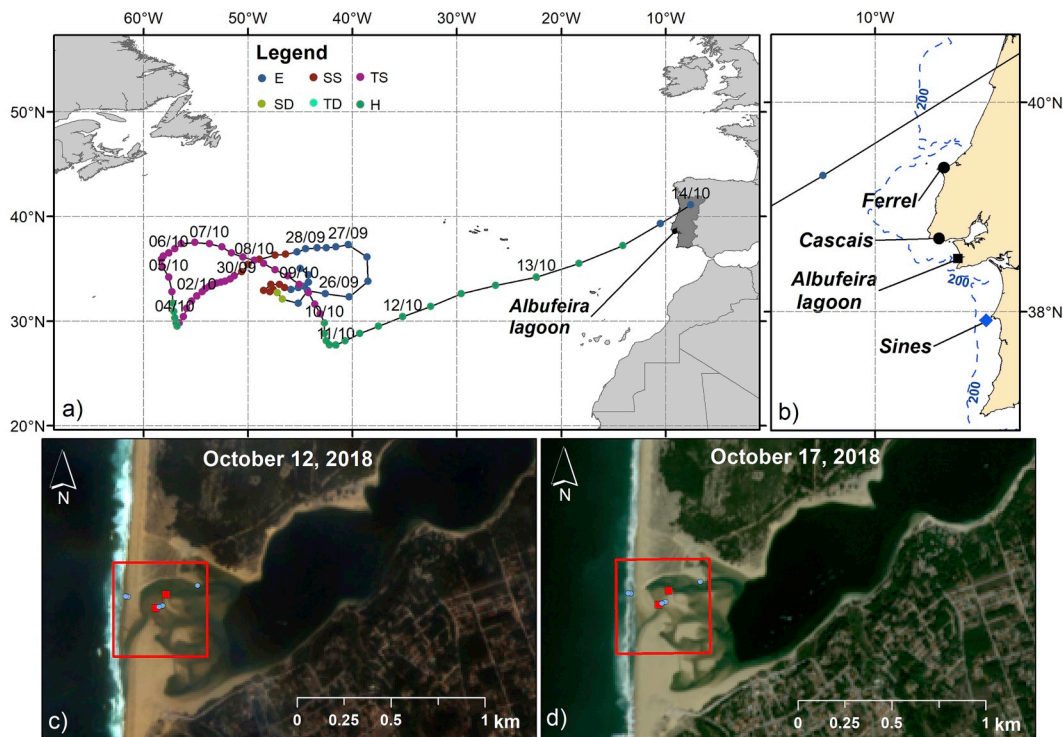 60°W 50°W 40°W 30°W 20°W 10°W
10°W
Legend
E SS TS
SD TD H
50°N
40°N
30°N
20°N
14/10
07/10
06/10
05/10
08/10
28/09
27/09
30/09
09/10
26/09
02/10
04/10
10/10
11/10
12/10
13/10
Albufeira
lagoon
a)
200
40°N
Ferrel
Cascais
Albufeira
lagoon
200
38°N
Sines
200
b)
October 12, 2018
N
0 0.25 0.5 1 km
c)
October 17, 2018
N
0 0.25 0.5 1 km
d)